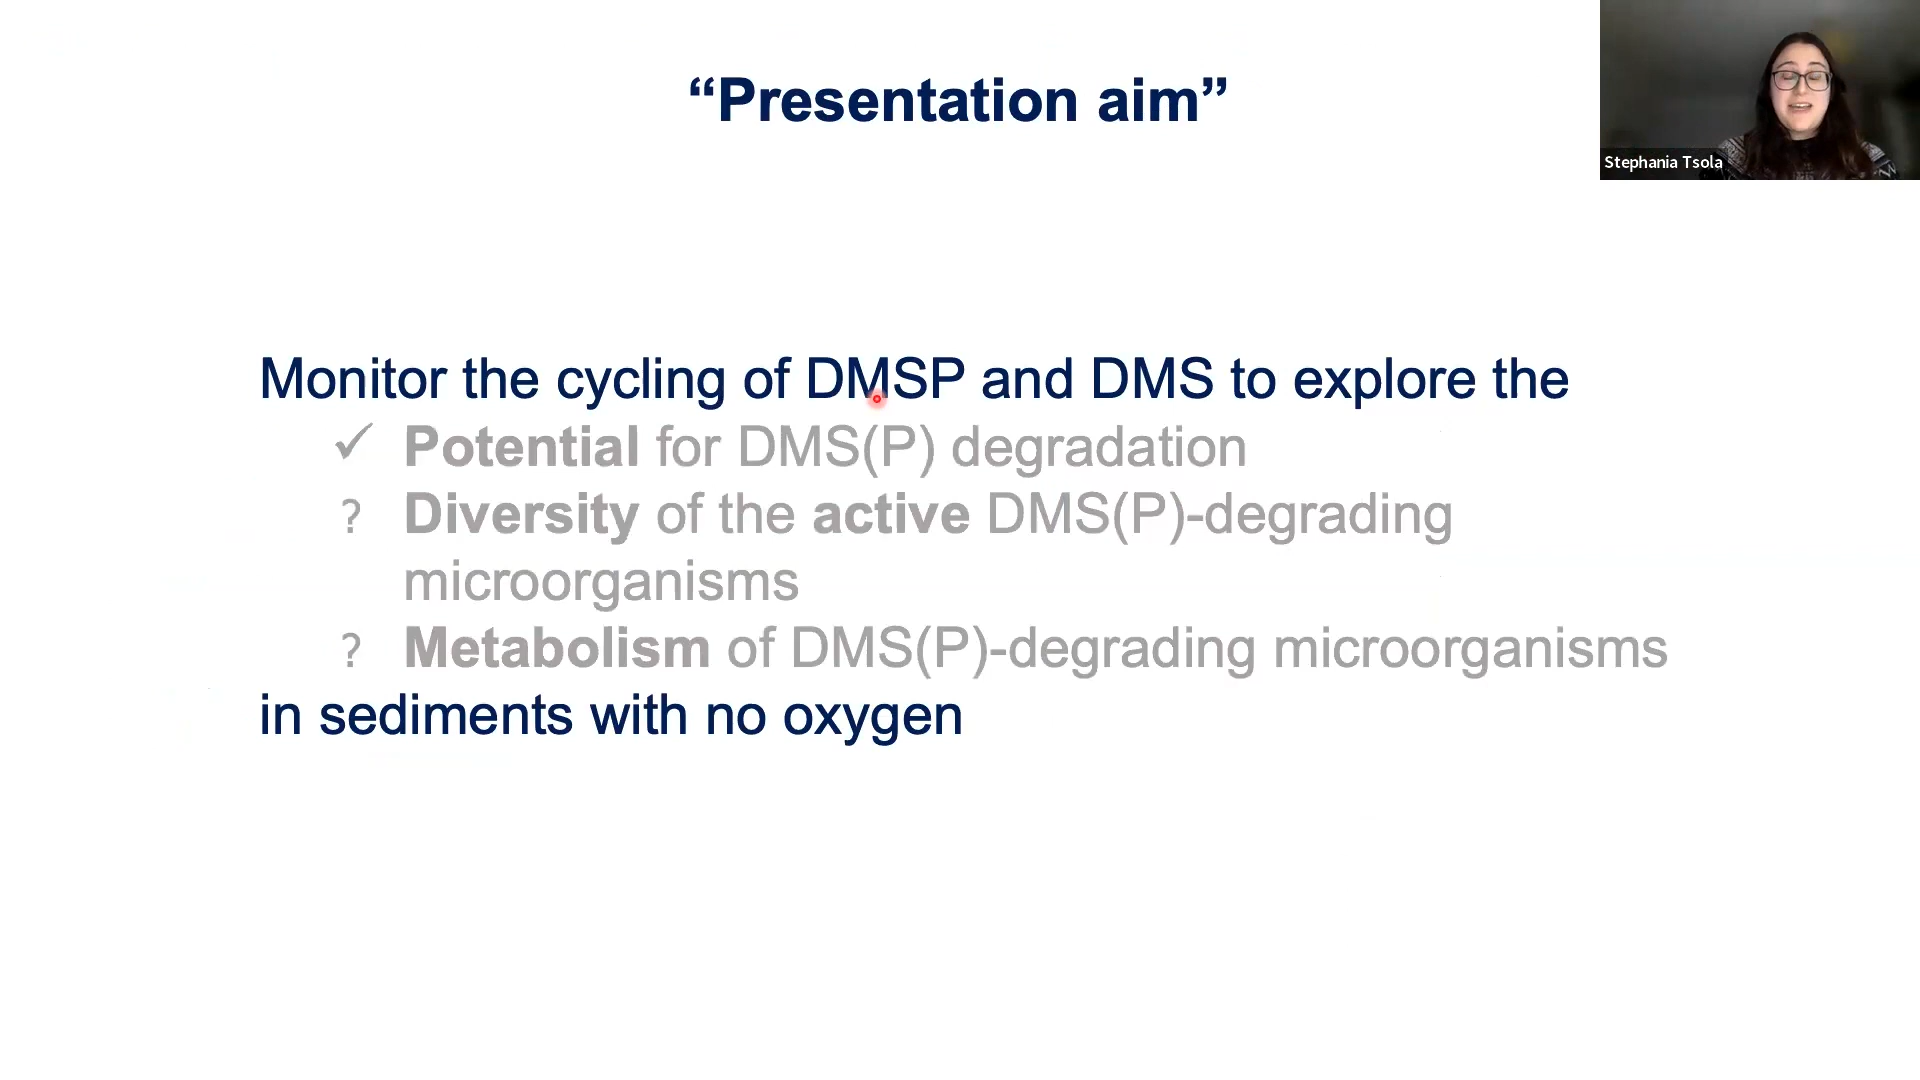 “Presentation aim”
Stephania Tsola
Monitor the cycling of DMSP and DMS to explore the
✓ Potential for DMS(P) degradation
? Diversity of the active DMS(P)-degrading
microorganisms
? Metabolism of DMS(P)-degrading microorganisms
in sediments with no oxygen